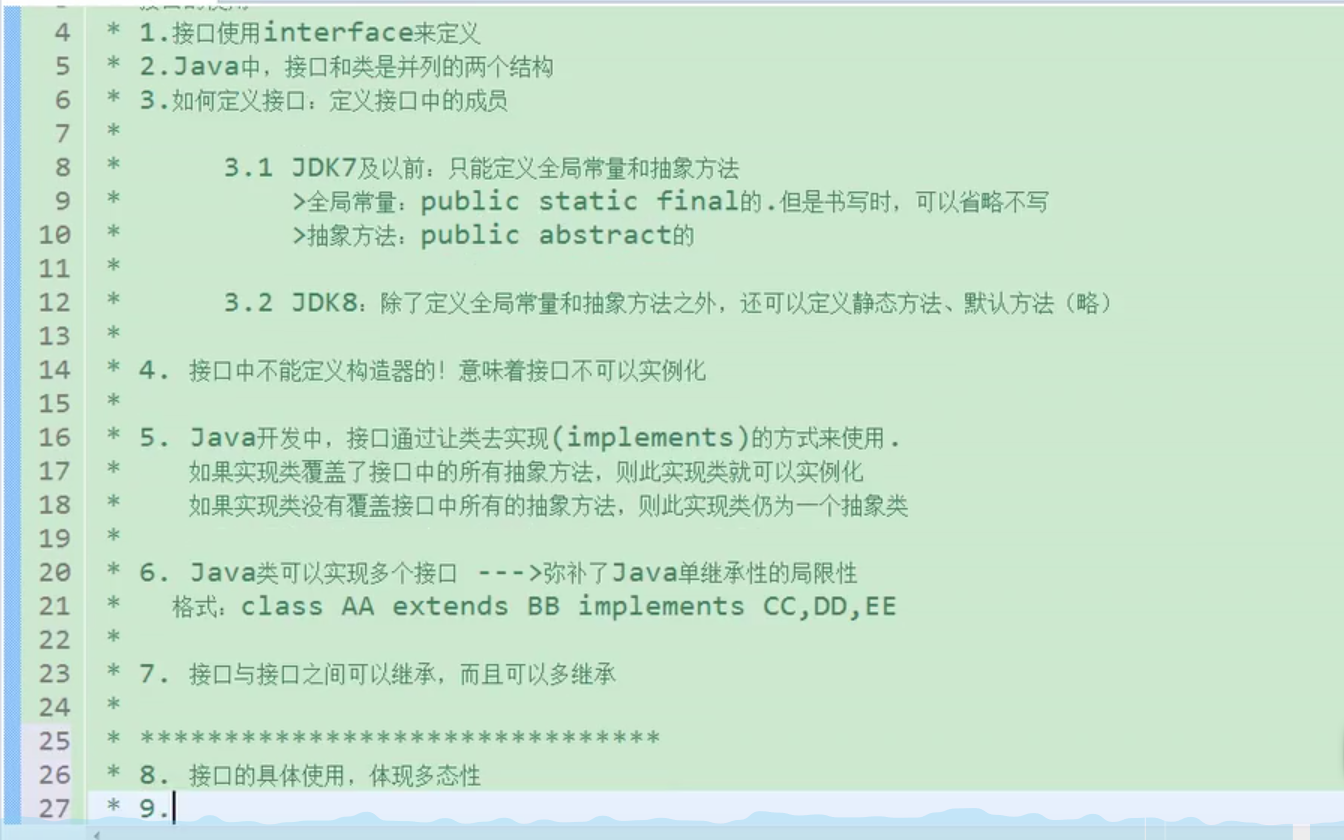 4 * 1.接口使用interface来定义
5 * 2.Java中，接口和类是并列的两个结构
6 * 3.如何定义接口：定义接口中的成员
7 *
8 * 3.1 JDK7及以前：只能定义全局常量和抽象方法
9 * >全局常量：public static final的.但是书写时，可以省略不写
10 * >抽象方法：public abstract的
11 *
12 * 3.2 JDK8：除了定义全局常量和抽象方法之外，还可以定义静态方法、默认方法（略）
13 *
14 * 4. 接口中不能定义构造器的！意味着接口不可以实例化
15 *
16 * 5. Java开发中，接口通过让类去实现(implements)的方式来使用.
17 * 如果实现类覆盖了接口中的所有抽象方法，则此实现类就可以实例化
18 * 如果实现类没有覆盖接口中所有的抽象方法，则此实现类仍为一个抽象类
19 *
20 * 6. Java类可以实现多个接口 --->弥补了Java单继承性的局限性
21 * 格式：class AA extends BB implements CC,DD,EE
22 *
23 * 7. 接口与接口之间可以继承，而且可以多继承
24 *
25 * *******************************
26 * 8. 接口的具体使用，体现多态性
27 * 9.